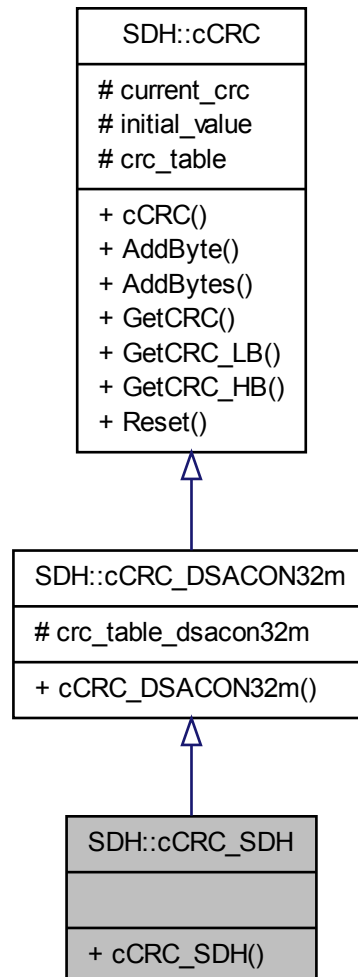 SDH::cCRC
# current_crc
# initial_value
# crc_table
+ cCRC()
+ AddByte()
+ AddBytes()
+ GetCRC()
+ GetCRC_LB()
+ GetCRC_HB()
+ Reset()
SDH::cCRC_DSACON32m
# crc_table_dsacon32m
+ cCRC_DSACON32m()
SDH::cCRC_SDH
+ cCRC_SDH()